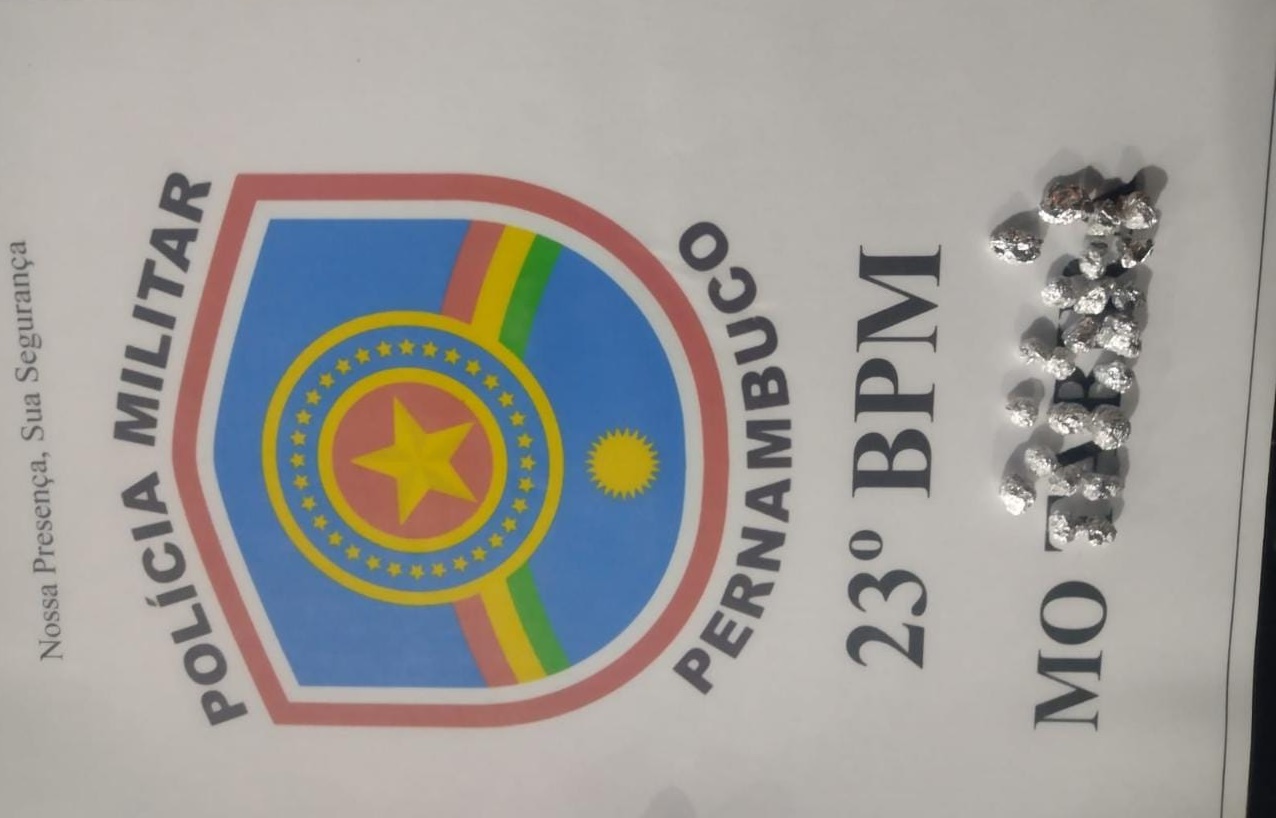 Nossa Presença, Sua Segurança
POLÍCIA MILITAR
PERNAMBUCO
23º BPM
MO